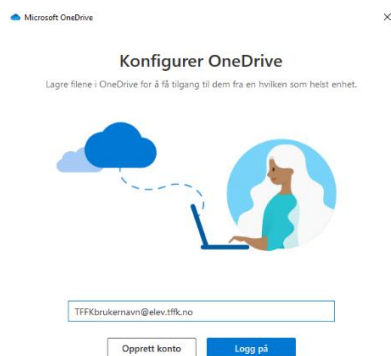 Microsoft OneDrive
Konfigurer OneDrive
Lagre filene i OneDrive for å få tilgang til dem fra en hvilken som helst enhet.
TFFKbrukernavn@elev.tffk.no
Opprett konto
Logg på